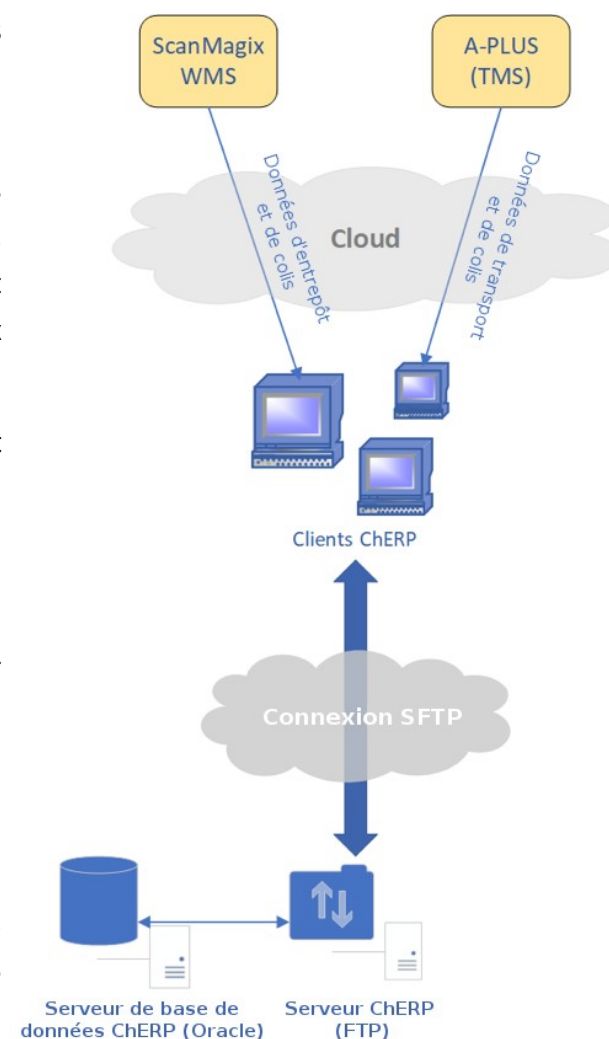 ScanMagix
WMS
A-PLUS
(TMS)
Données d'entrepôt
et de colis
Données de transport
et de colis
Cloud
Clients ChERP
Connexion SFTP
Serveur de base de
données ChERP (Oracle)
Serveur ChERP
(FTP)